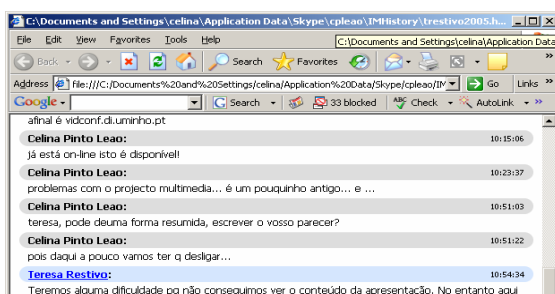 C:\Documents and Settings\celina\Application Data\Skype\cpleao\IMHistory\trestivo2005.h...
File Edit View Favorites Tools Help
C:\Documents and Settings\celina\Application Data
Back Search Favorites
Address file:///C:/Documents%20and%20Settings/celina/Application%20Data/Skype/cpleao/IM Go Links »
Google Search 33 blocked ABC Check AutoLink »
afinal é vidconf.di.uminho.pt
Celina Pinto Leao: 10:15:06
já está on-line isto é disponível!
Celina Pinto Leao: 10:23:37
problemas com o projecto multimedia... é um pouquinho antigo... e ...
Celina Pinto Leao: 10:51:03
teresa, pode deuma forma resumida, escrever o vosso parecer?
Celina Pinto Leao: 10:51:22
pois daqui a pouco vamos ter q desligar...
Teresa Restivo: 10:54:34
Teremos alguma dificuldade pq não conseguimos ver o conteúdo da apresentação. No entanto aqui